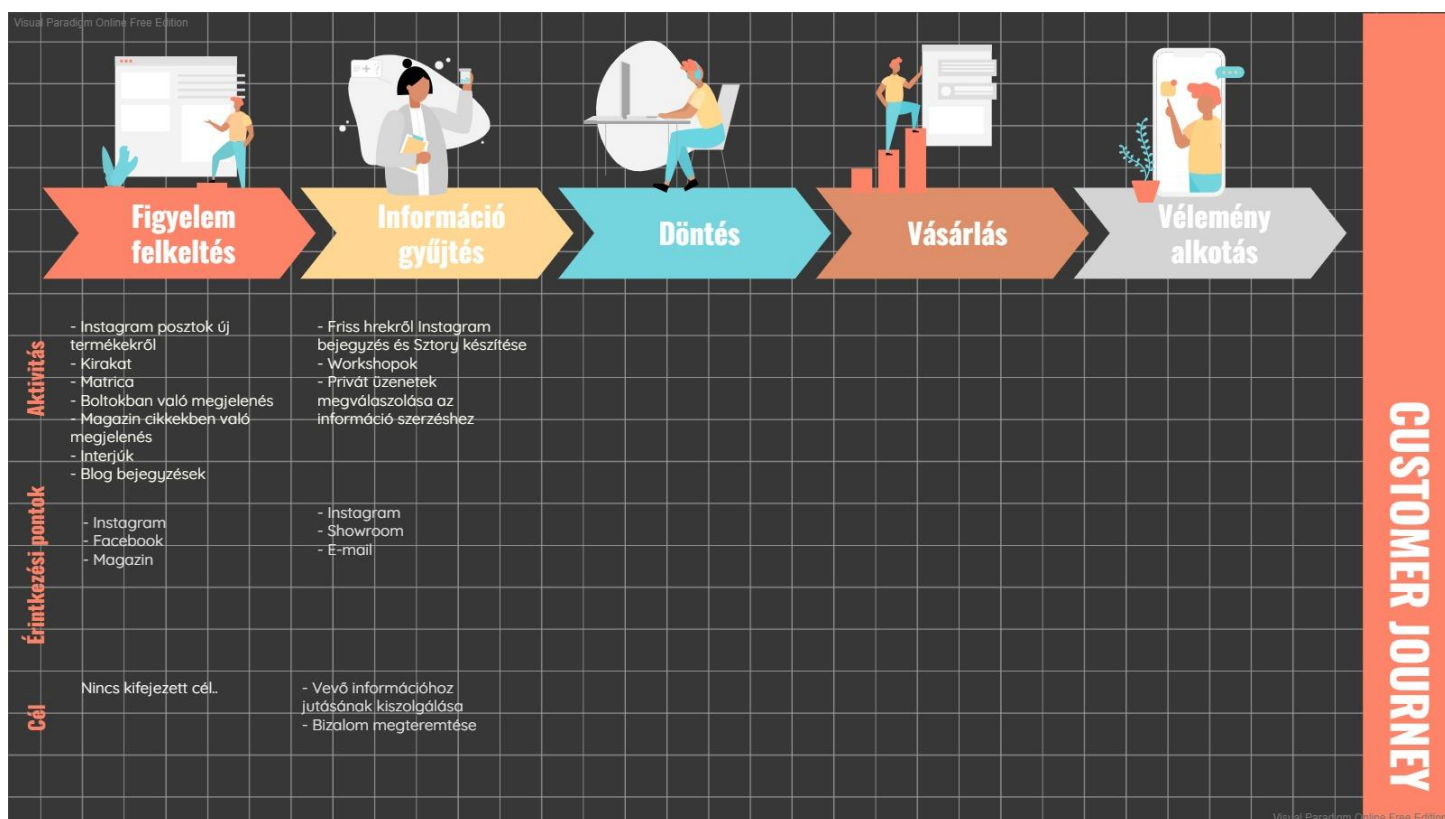 Visual Paradigm Online Free Edition
Figyelem
felkeltés
Információ
gyűjtés
Döntés
Vásárlás
Vélemény
alkotás
Aktivitás
- Instagram posztok új
termékekről
- Kirakat
- Matrica
- Boltokban való megjelenés
- Magazin cikkekben való
megjelenés
- Interjúk
- Blog bejegyzések
- Friss hrekről Instagram
bejegyzés és Sztory készítése
- Workshopok
- Privát üzenetek
megválaszolása az
információ szerzéshez
Érintkezési pontok
- Instagram
- Facebook
- Magazin
- Instagram
- Showroom
- E-mail
Cél
Nincs kifejezett cél..
- Vevő információhoz
jutásának kiszolgálása
- Bizalom megteremtése
CUSTOMER JOURNEY
Visual Paradigm Online Free Edition